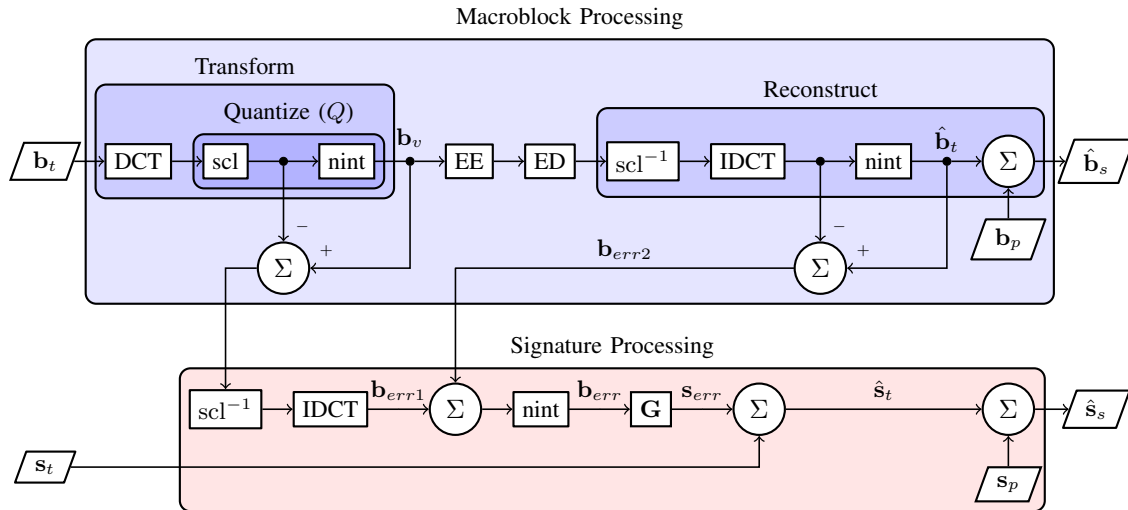 Macroblock Processing
Transform
Reconstruct
Quantize (Q)
b_t
DCT
scl
nint
b_v
EE
ED
scl⁻¹
IDCT
nint
b̂_t
Σ
b̂_s
−
+
−
+
b_p
Σ
b_err2
Σ
Signature Processing
scl⁻¹
IDCT
b_err1
Σ
nint
b_err
G
s_err
Σ
ŝ_t
Σ
ŝ_s
s_t
s_p